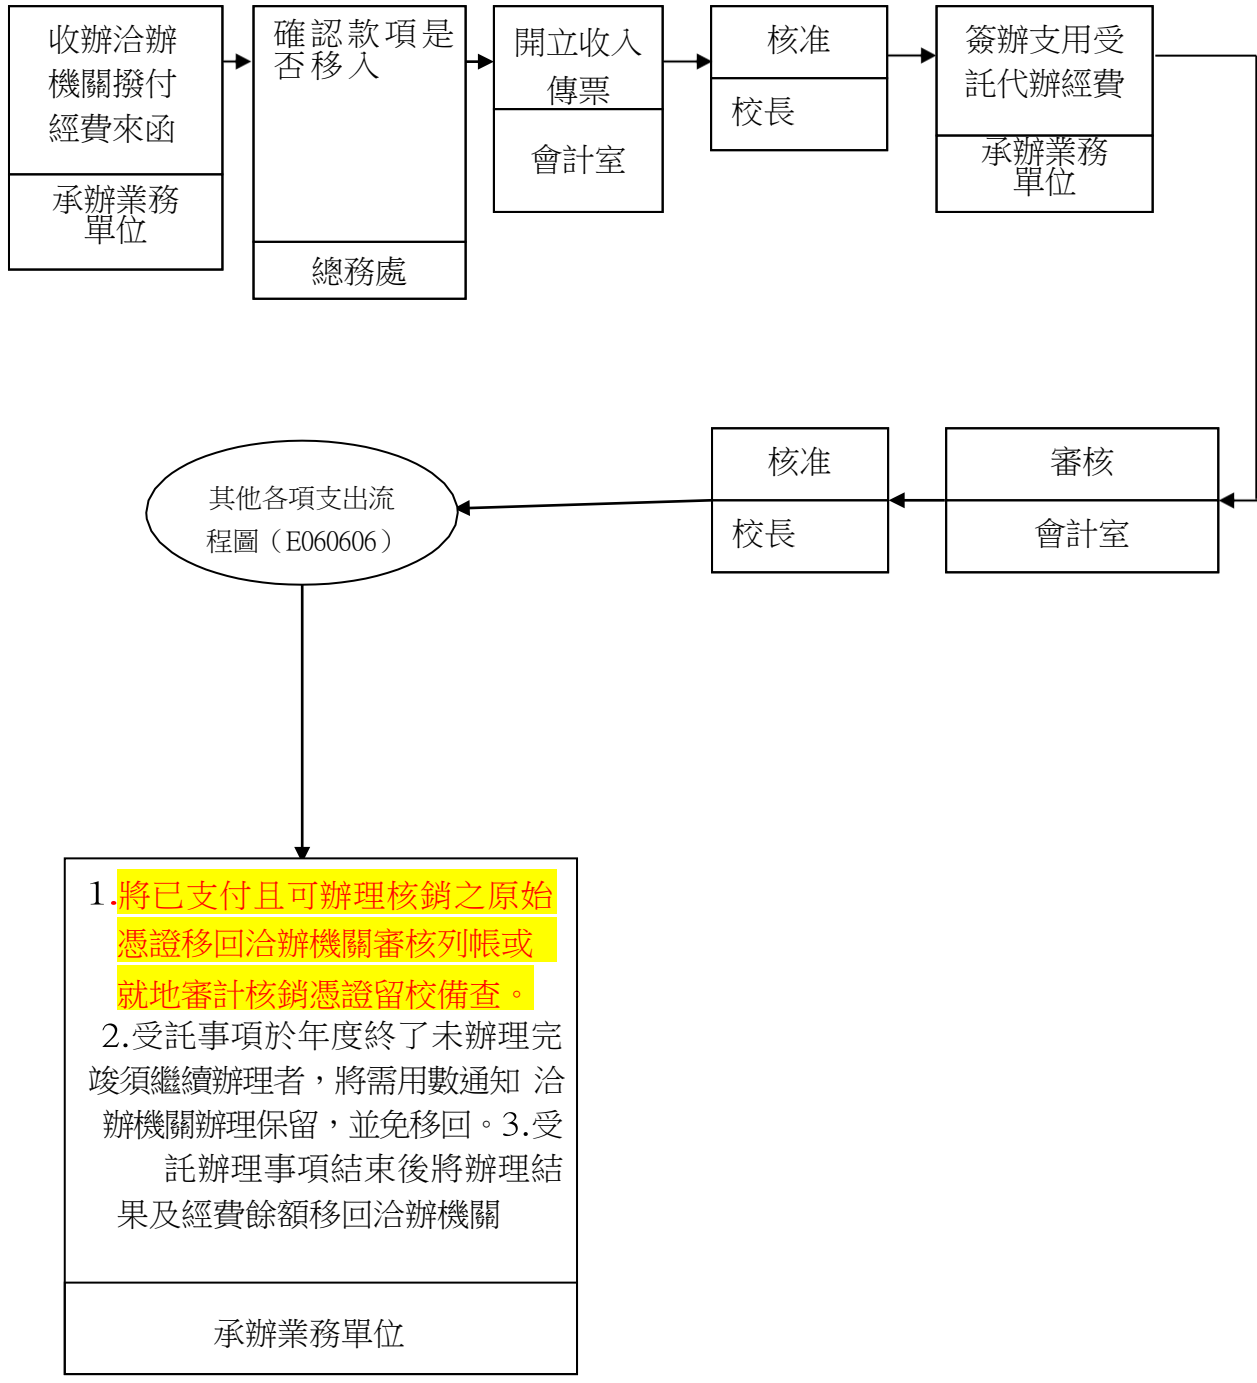 收辦洽辦
機關撥付
經費來函
承辦業務
單位
確認款項是
否移入
總務處
開立收入
傳票
會計室
核准
校長
簽辦支用受
託代辦經費
承辦業務
單位
審核
會計室
核准
校長
其他各項支出流
程圖（E060606）
1.將已支付且可辦理核銷之原始
憑證移回洽辦機關審核列帳或
就地審計核銷憑證留校備查。
2.受託事項於年度終了未辦理完
竣須繼續辦理者，將需用數通知 洽
辦機關辦理保留，並免移回。3.受
託辦理事項結束後將辦理結
果及經費餘額移回洽辦機關
承辦業務單位